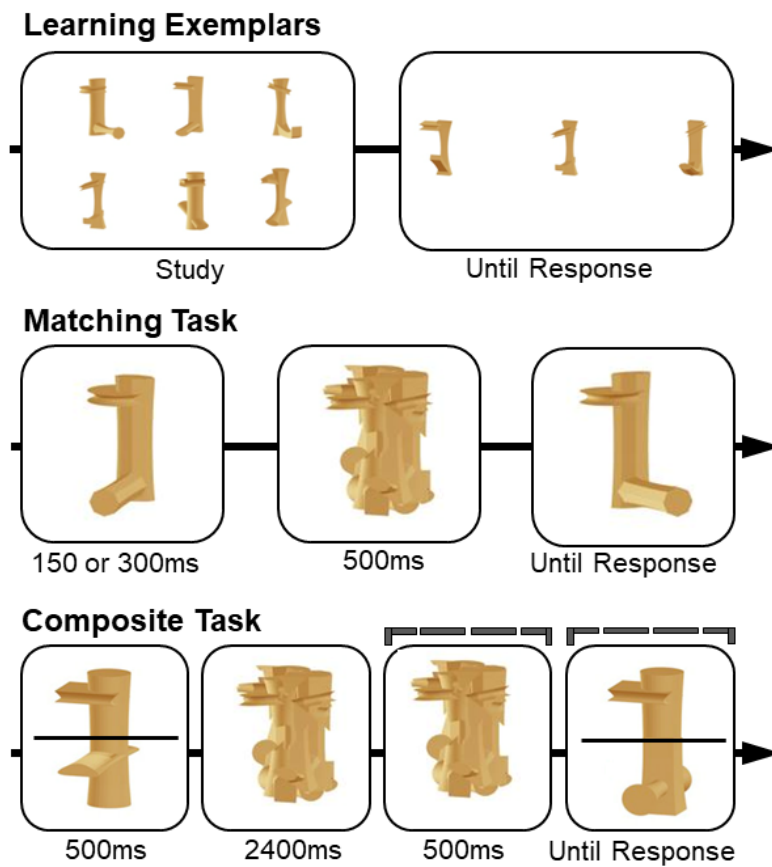 Learning Exemplars
Study
Until Response
Matching Task
150 or 300ms
500ms
Until Response
Composite Task
500ms
2400ms
500ms
Until Response